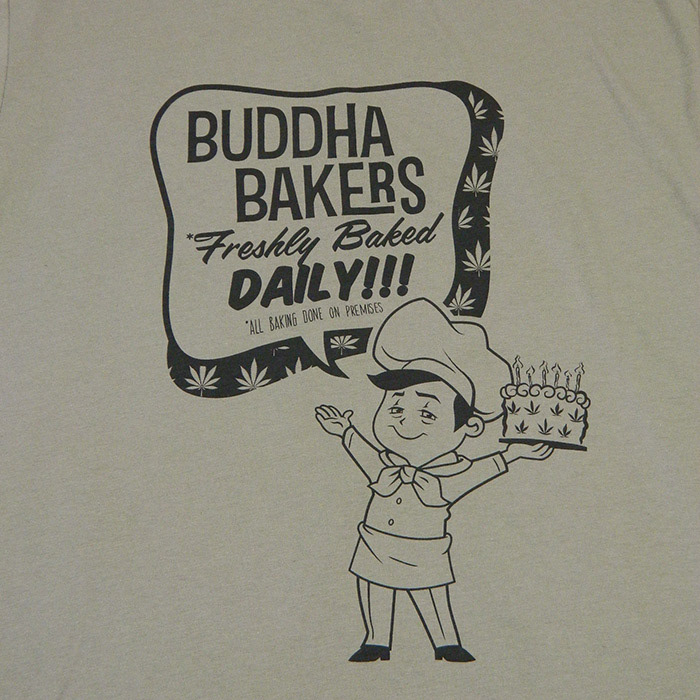 BUDDHA
BAKERS
*Freshly Baked
DAILY!!!
*ALL BAKING DONE ON PREMISES